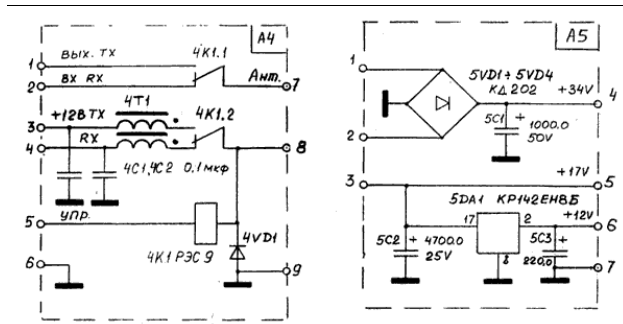 А4
1 ВЫХ. ТХ 4К1.1
2 ВХ RX Ант. 7
4Т1 4К1.2
3 +12В ТХ
4 RX 8
4С1,4С2 0.1мкф
5 УПР.
4VD1
4К1 РЭС 9
6 9
А5
1 5VD1÷5VD4
КД 202 +34V 4
5С1 + 1000.0
50V
2
3 +17V 5
5DA1 КР142ЕН8Б
17 2 +12V 6
5С2 + 4700.0 8 5С3 +
25V 220.0 7